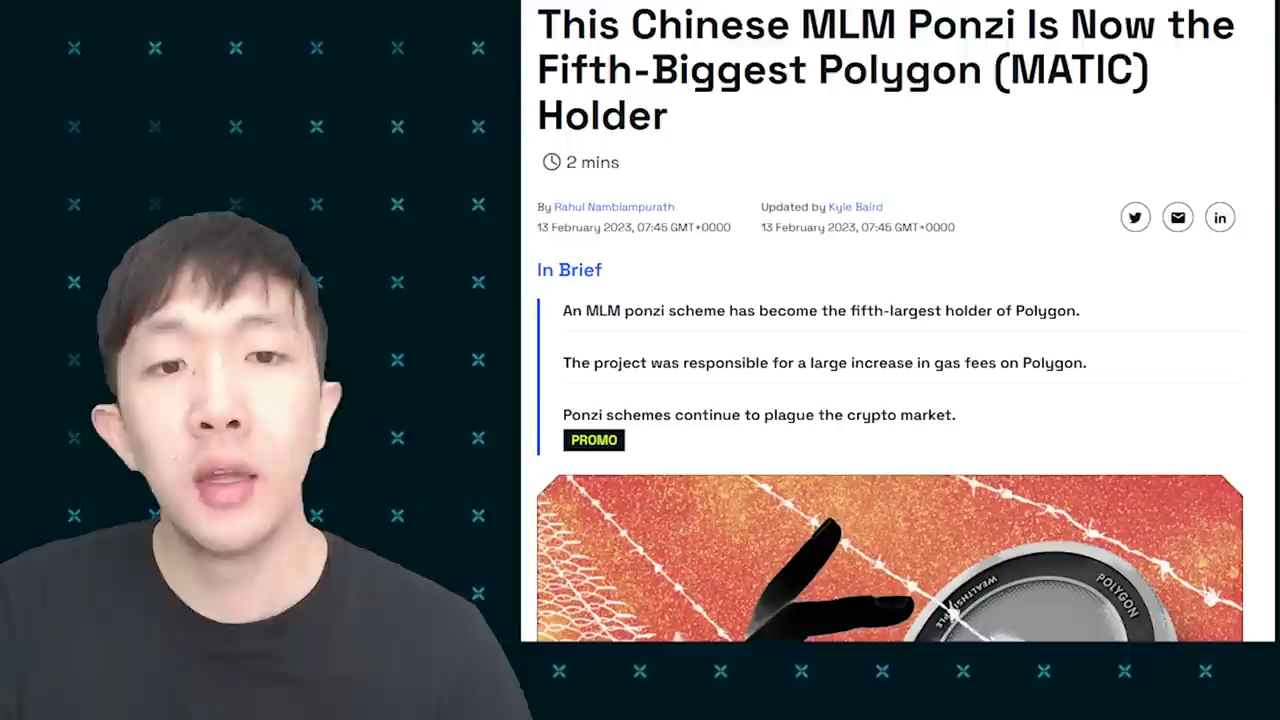 This Chinese MLM Ponzi Is Now the
Fifth-Biggest Polygon (MATIC)
Holder
2 mins
By Rahul Nambiampurath
Updated by Kyle Baird
13 February 2023, 07:45 GMT+0000
13 February 2023, 07:45 GMT+0000
in
In Brief
An MLM ponzi scheme has become the fifth-largest holder of Polygon.
The project was responsible for a large increase in gas fees on Polygon.
Ponzi schemes continue to plague the crypto market.
PROMO
POLYGON